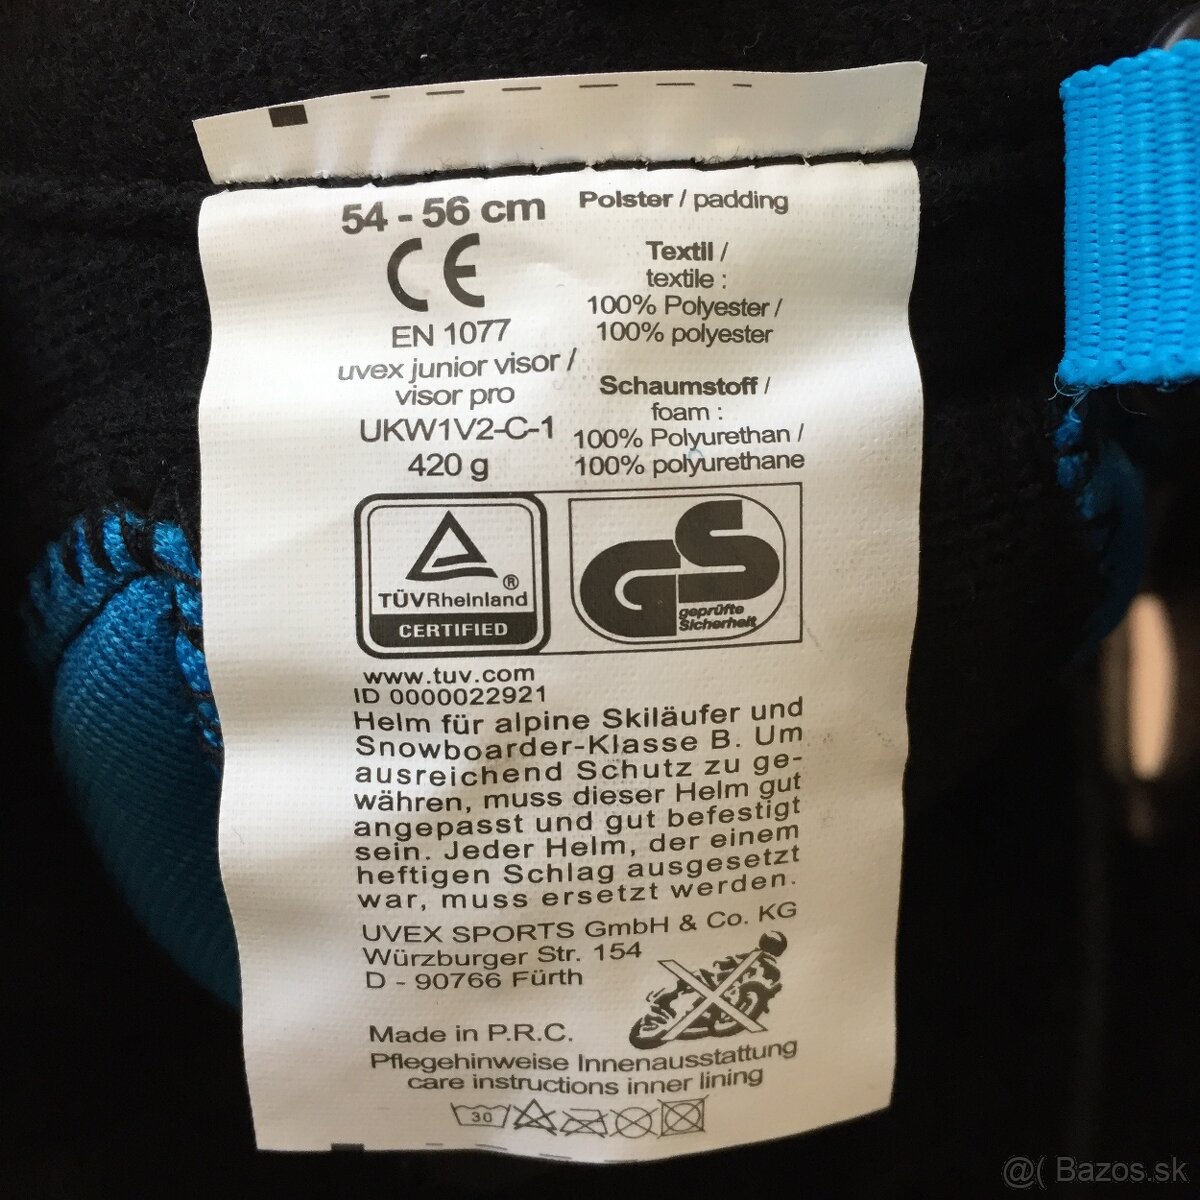 54 - 56 cm
CE
EN 1077
uvex junior visor /
visor pro
UKW1V2-C-1
420 g
Polster / padding
Textil /
textile :
100% Polyester /
100% polyester
Schaumstoff /
foam :
100% Polyurethan /
100% polyurethane
TÜVRheinland ®
CERTIFIED
GS
geprüfte
Sicherheit
www.tuv.com
ID 0000022921
Helm für alpine Skiläufer und
Snowboarder-Klasse B. Um
ausreichend Schutz zu ge-
währen, muss dieser Helm gut
angepasst und gut befestigt
sein. Jeder Helm, der einem
heftigen Schlag ausgesetzt
war, muss ersetzt werden.
UVEX SPORTS GmbH & Co. KG
Würzburger Str. 154
D - 90766 Fürth
Made in P.R.C.
Pflegehinweise Innenausstattung
care instructions inner lining
30
@( Bazos.sk